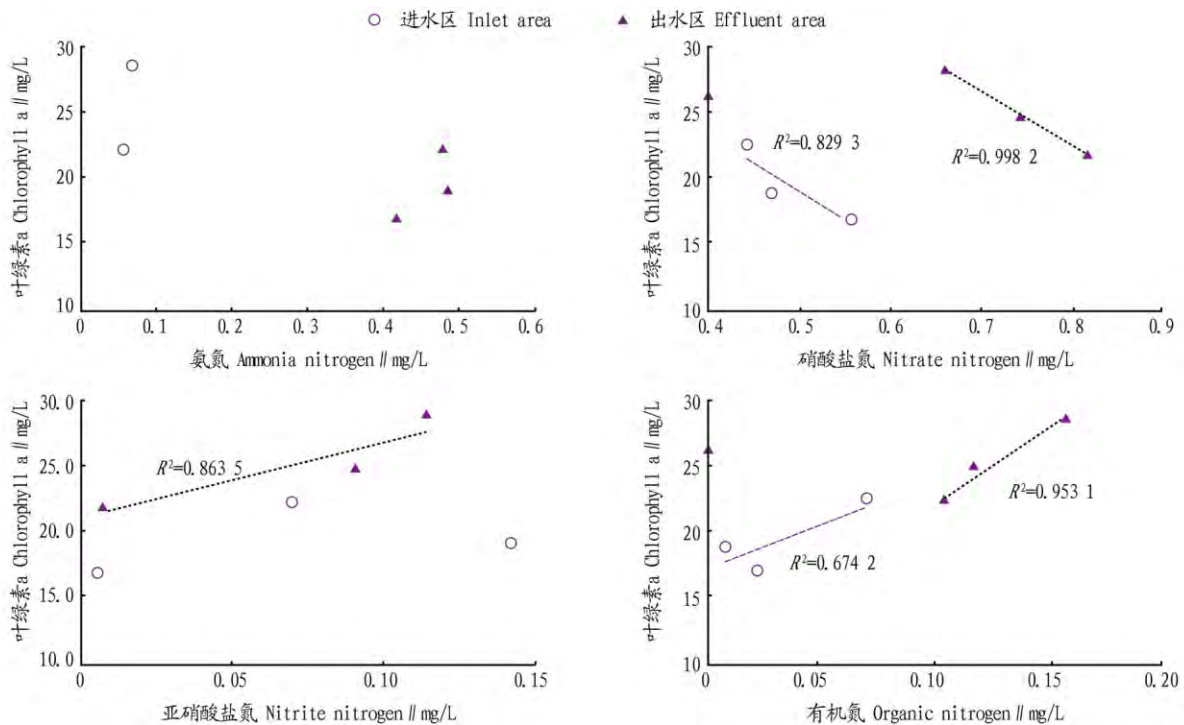 进水区 Inlet area
出水区 Effluent area
叶绿素a Chlorophyll a∥mg/L
30
25
20
15
10
0
0.1
0.2
0.3
0.4
0.5
0.6
氨氮 Ammonia nitrogen∥mg/L
叶绿素a Chlorophyll a∥mg/L
30
25
20
15
10
R²=0.829 3
R²=0.998 2
0.4
0.5
0.6
0.7
0.8
0.9
硝酸盐氮 Nitrate nitrogen∥mg/L
叶绿素a Chlorophyll a∥mg/L
30.0
25.0
20.0
15.0
10.0
R²=0.863 5
0
0.05
0.10
0.15
亚硝酸盐氮 Nitrite nitrogen∥mg/L
叶绿素a Chlorophyll a∥mg/L
30
25
20
15
10
R²=0.953 1
R²=0.674 2
0
0.05
0.10
0.15
0.20
有机氮 Organic nitrogen∥mg/L